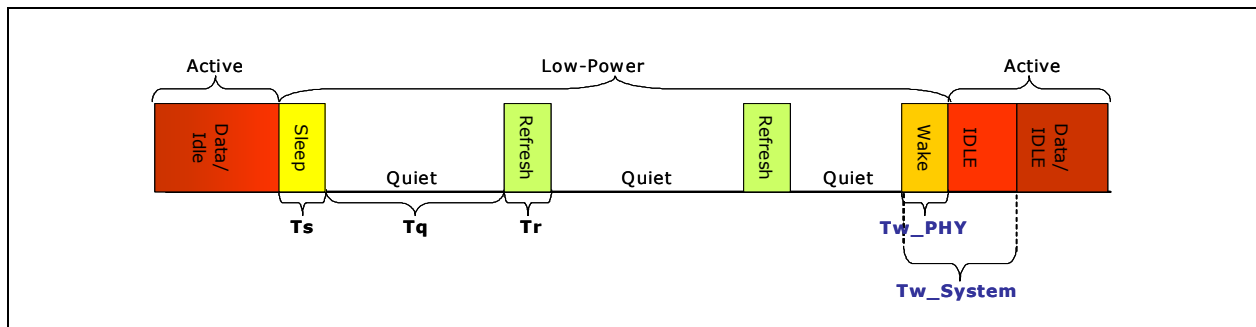 Active
Low-Power
Active
Data/
Idle
Sleep
Refresh
Refresh
Wake
IDLE
Data/
IDLE
Quiet
Quiet
Quiet
Ts
Tq
Tr
Tw_PHY
Tw_System